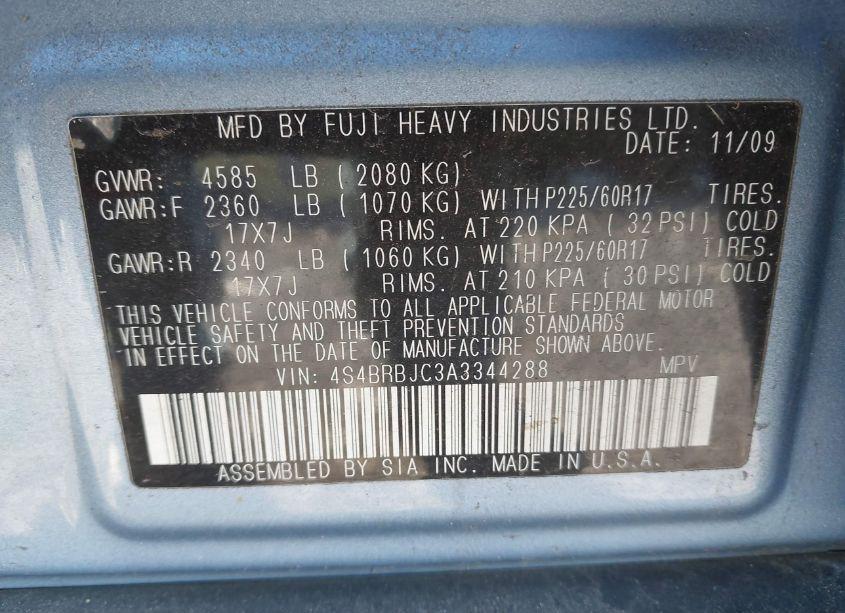 MFD BY FUJI HEAVY INDUSTRIES LTD.
DATE: 11/09
GVWR: 4585 LB ( 2080 KG)
GAWR:F 2360 LB ( 1070 KG) WITH P225/60R17 TIRES.
17X7J RIMS. AT 220 KPA ( 32 PSI) COLD
GAWR:R 2340 LB ( 1060 KG) WITH P225/60R17 TIRES.
17X7J RIMS. AT 210 KPA ( 30 PSI) COLD
THIS VEHICLE CONFORMS TO ALL APPLICABLE FEDERAL MOTOR
VEHICLE SAFETY AND THEFT PREVENTION STANDARDS
IN EFFECT ON THE DATE OF MANUFACTURE SHOWN ABOVE.
VIN: 4S4BRBJC3A3344288 MPV
ASSEMBLED BY SIA INC. MADE IN U.S.A.